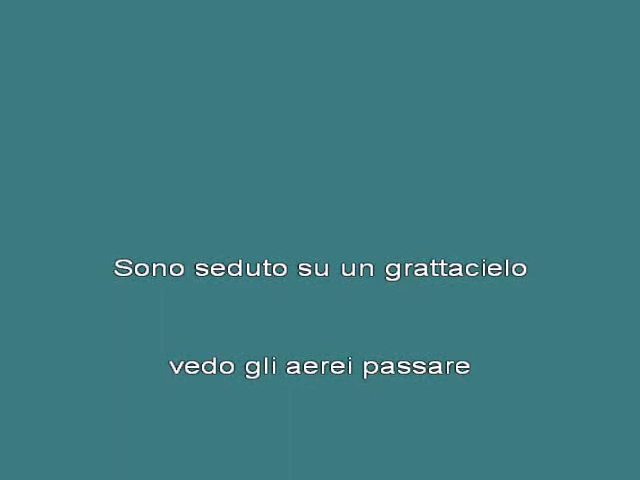 Sono seduto su un grattacielo
vedo gli aerei passare